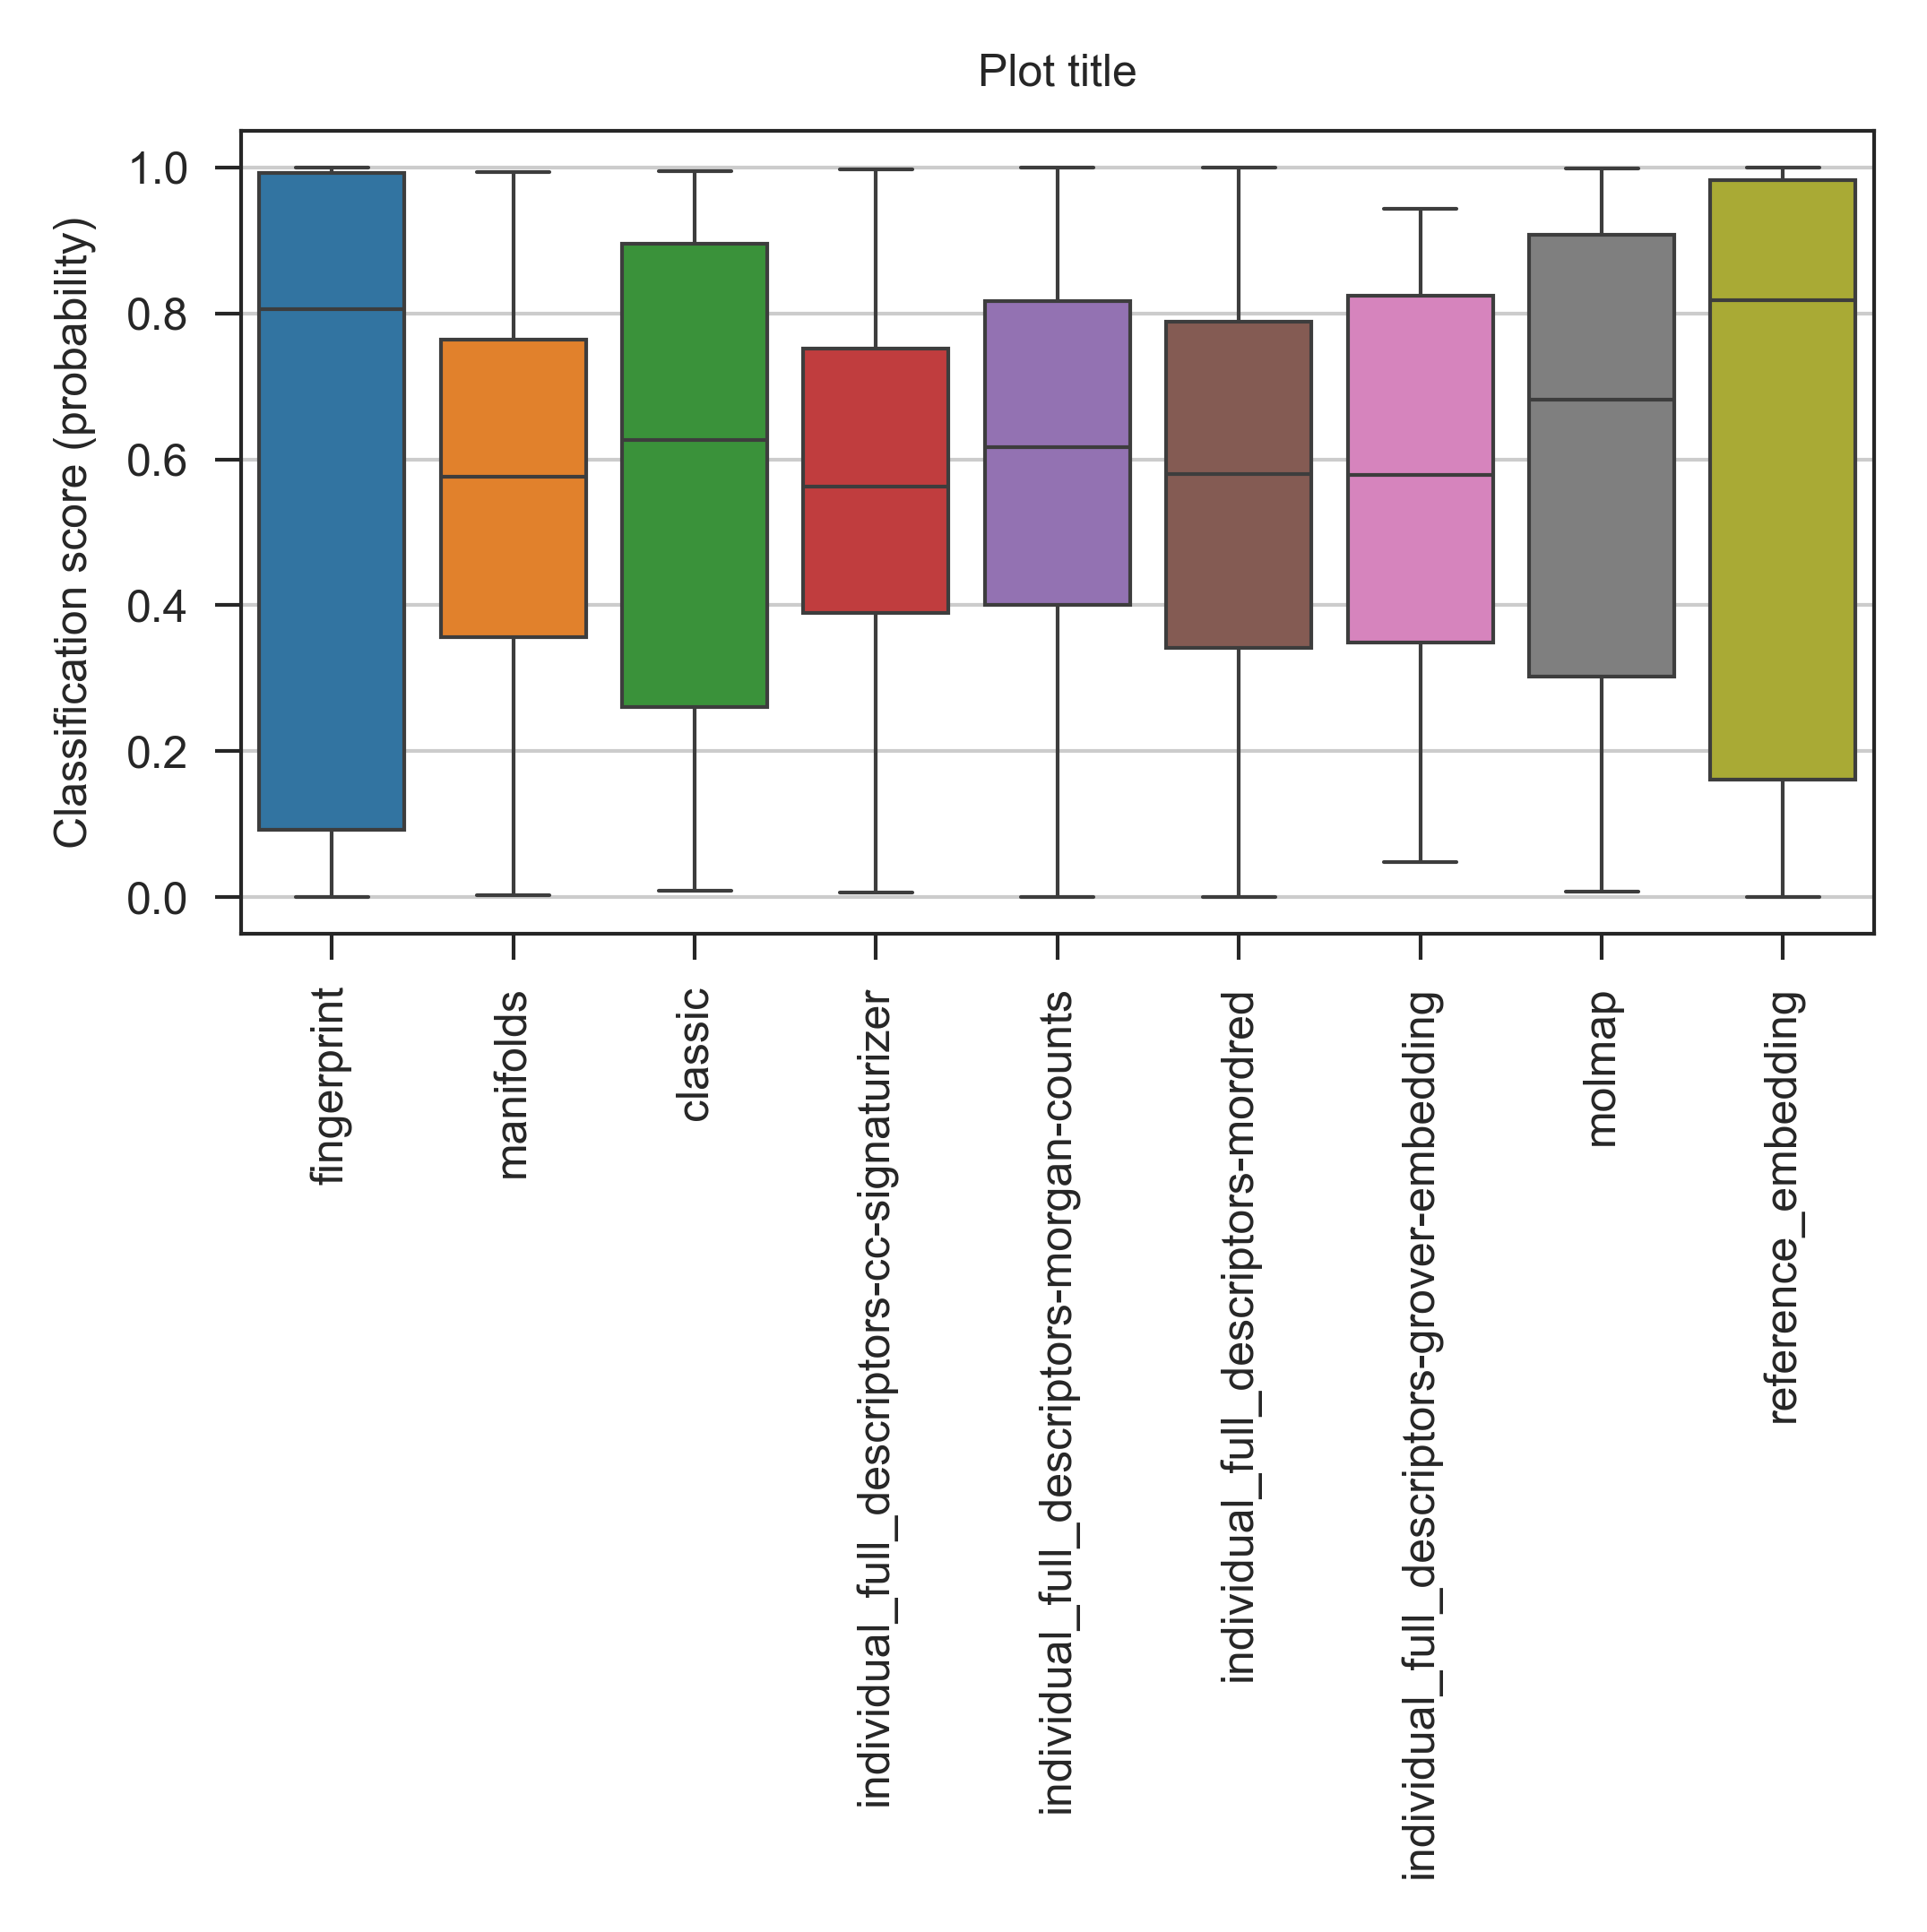 Plot title
Classification score (probability)
1.0
0.8
0.6
0.4
0.2
0.0
fingerprint
manifolds
classic
individual_full_descriptors-cc-signaturizer
individual_full_descriptors-morgan-counts
individual_full_descriptors-mordred
individual_full_descriptors-grover-embedding
molmap
reference_embedding